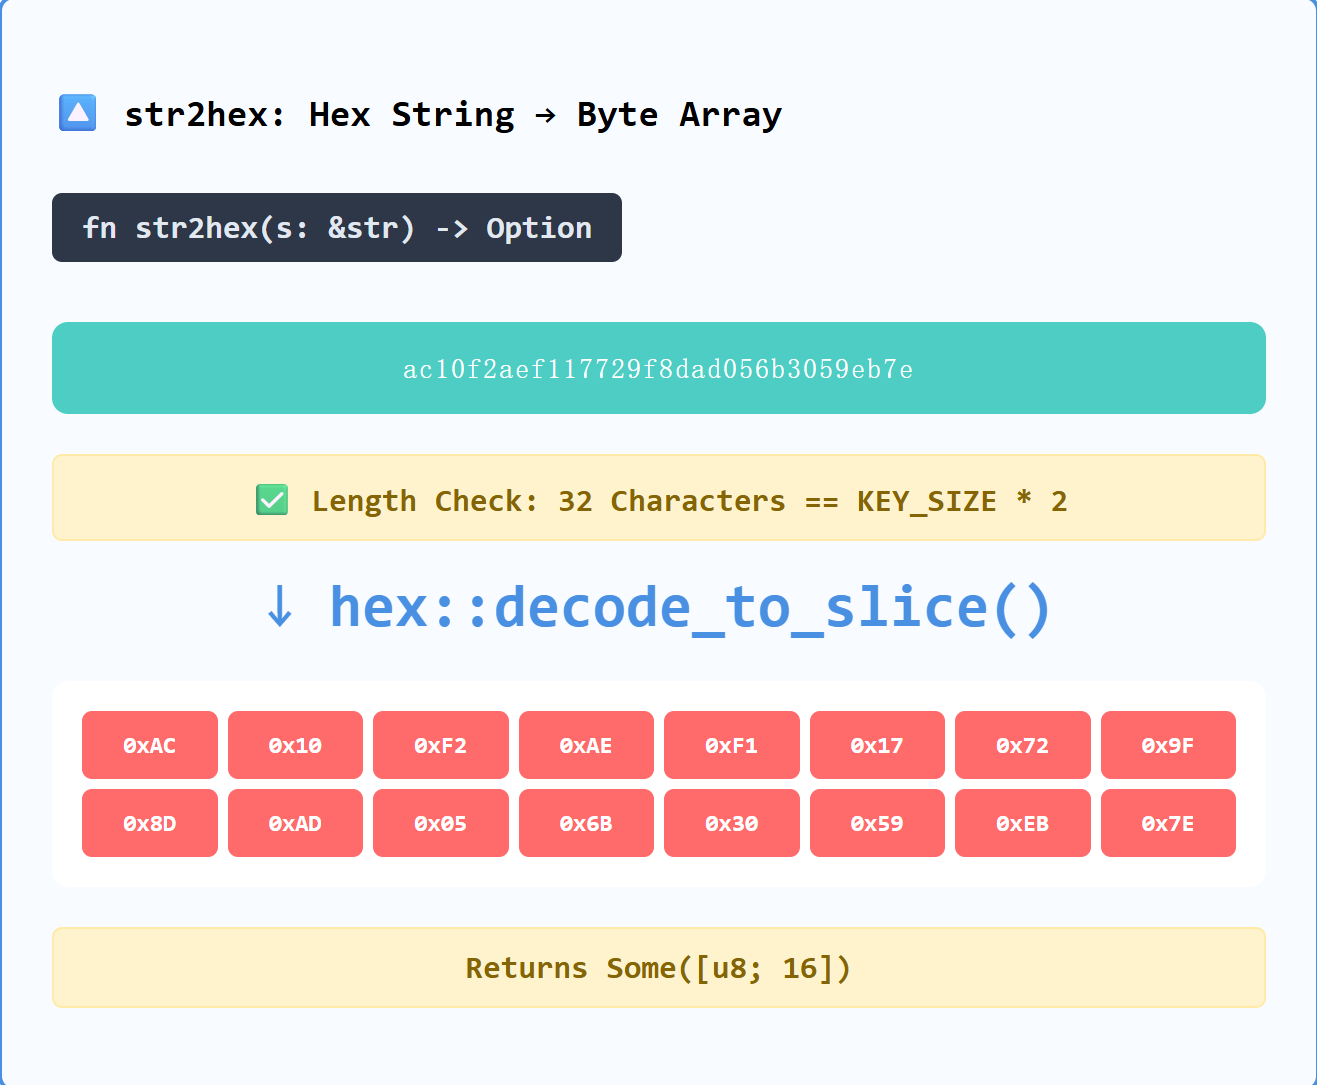 str2hex: Hex String → Byte Array
fn str2hex(s: &str) -> Option
ac10f2aef117729f8dad056b3059eb7e
✅ Length Check: 32 Characters == KEY_SIZE * 2
↓ hex::decode_to_slice()
0xAC 0x10 0xF2 0xAE 0xF1 0x17 0x72 0x9F
0x8D 0xAD 0x05 0x6B 0x30 0x59 0xEB 0x7E
Returns Some([u8; 16])